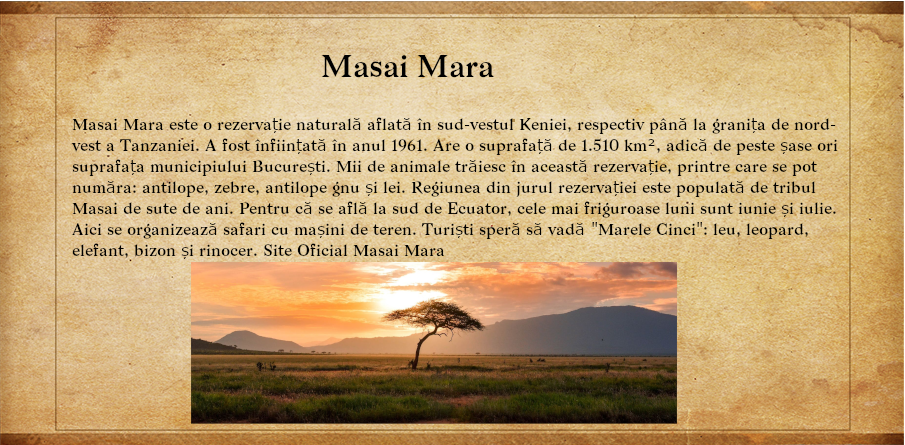 Masai Mara
Masai Mara este o rezervație naturală aflată în sud-vestul Keniei, respectiv până la granița de nord-
vest a Tanzaniei. A fost înființată în anul 1961. Are o suprafață de 1.510 km², adică de peste șase ori
suprafața municipiului București. Mii de animale trăiesc în această rezervație, printre care se pot
număra: antilope, zebre, antilope gnu și lei. Regiunea din jurul rezervației este populată de tribul
Masai de sute de ani. Pentru că se află la sud de Ecuator, cele mai friguroase luni sunt iunie și iulie.
Aici se organizează safari cu mașini de teren. Turiști speră să vadă "Marele Cinci": leu, leopard,
elefant, bizon și rinocer. Site Oficial Masai Mara